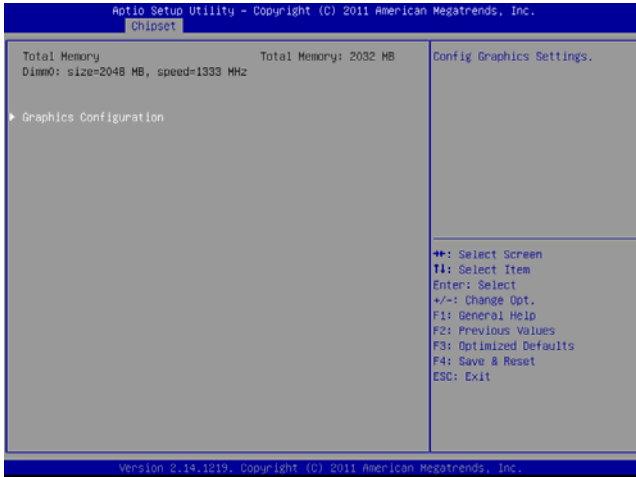 Aptio Setup Utility – Copyright (C) 2011 American Megatrends, Inc.
Chipset
Total Memory Total Memory: 2032 MB
Dimm0: size=2048 MB, speed=1333 MHz
▶ Graphics Configuration
Config Graphics Settings.
→←: Select Screen
↑↓: Select Item
Enter: Select
+/-: Change Opt.
F1: General Help
F2: Previous Values
F3: Optimized Defaults
F4: Save & Reset
ESC: Exit
Version 2.14.1219. Copyright (C) 2011 American Megatrends, Inc.